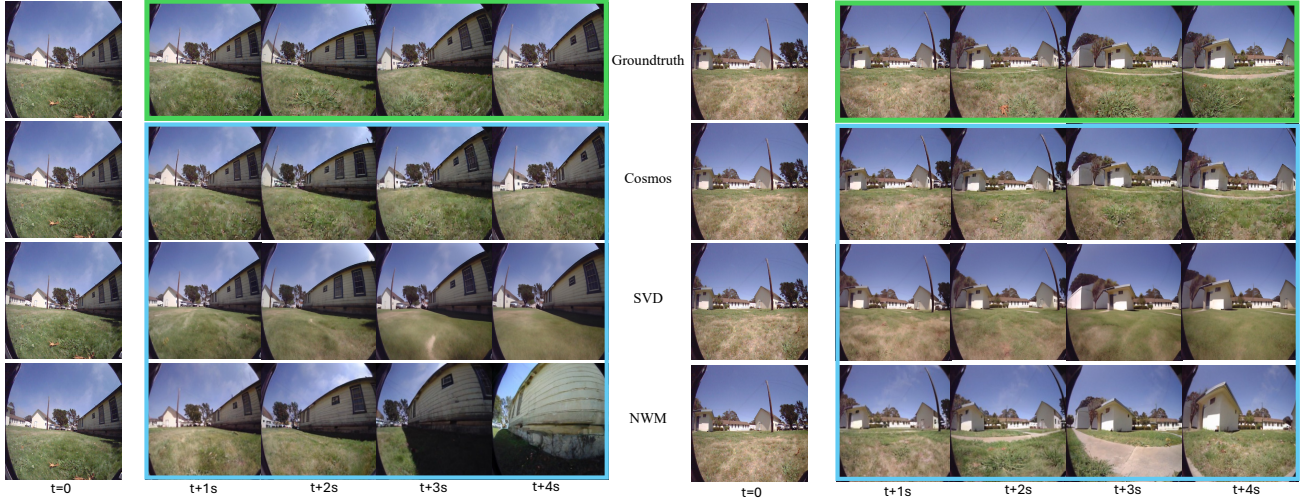 Groundtruth
Cosmos
SVD
NWM
t=0
t+1s
t+2s
t+3s
t+4s
t=0
t+1s
t+2s
t+3s
t+4s